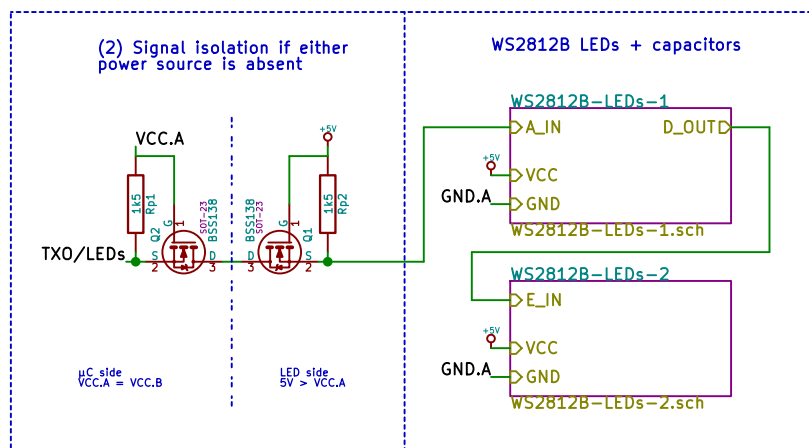 (2) Signal isolation if either
power source is absent
WS2812B LEDs + capacitors
VCC.A
+5V
1k5
Rp1
Q2
G
1
SOT-23
BSS138
TXO/LEDs
S
2
D
3
BSS138
SOT-23
G
1
Q1
1k5
Rp2
D
3
S
2
µC side
VCC.A = VCC.B
LED side
5V > VCC.A
WS2812B-LEDs-1
A_IN
D_OUT
+5V
VCC
GND.A
GND
WS2812B-LEDs-1.sch
WS2812B-LEDs-2
E_IN
+5V
VCC
GND.A
GND
WS2812B-LEDs-2.sch